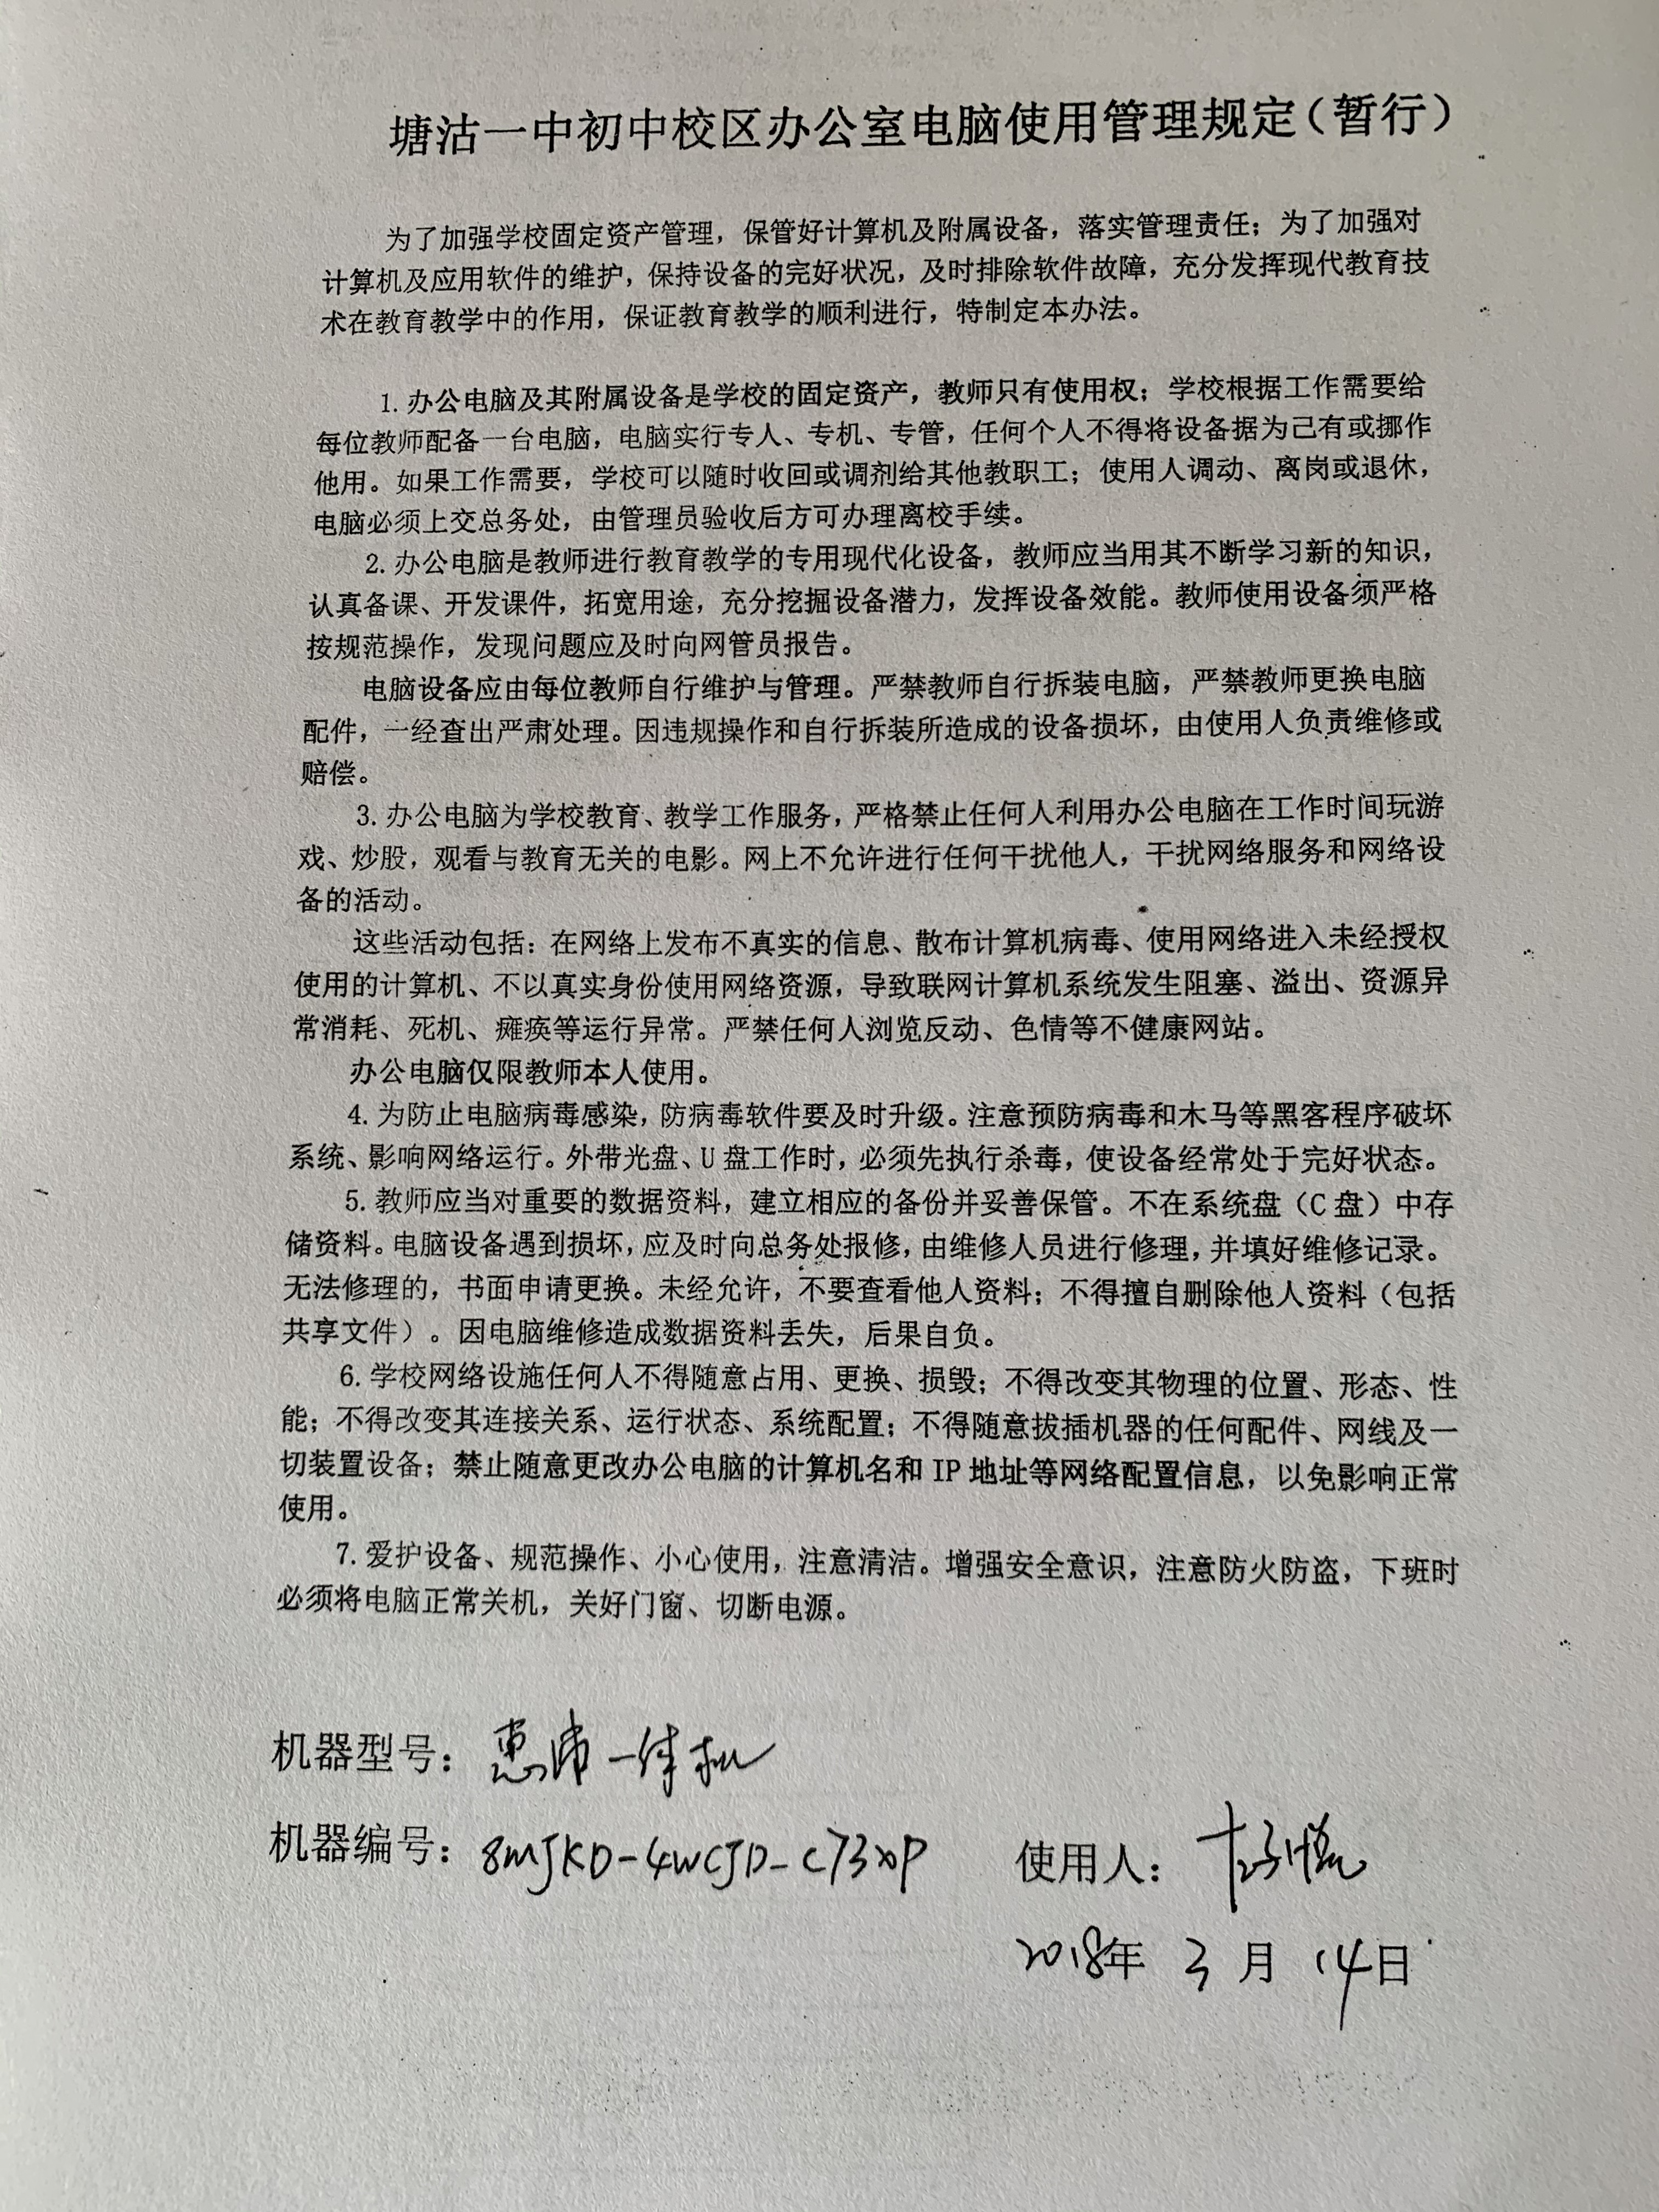 塘沽一中初中校区办公室电脑使用管理规定（暂行）
为了加强学校固定资产管理，保管好计算机及附属设备，落实管理责任；为了加强对
计算机及应用软件的维护，保持设备的完好状况，及时排除软件故障，充分发挥现代教育技
术在教育教学中的作用，保证教育教学的顺利进行，特制定本办法。
1.办公电脑及其附属设备是学校的固定资产，教师只有使用权；学校根据工作需要给
每位教师配备一台电脑，电脑实行专人、专机、专管，任何个人不得将设备据为己有或挪作
他用。如果工作需要，学校可以随时收回或调剂给其他教职工；使用人调动、离岗或退休，
电脑必须上交总务处，由管理员验收后方可办理离校手续。
2.办公电脑是教师进行教育教学的专用现代化设备，教师应当用其不断学习新的知识，
认真备课、开发课件，拓宽用途，充分挖掘设备潜力，发挥设备效能。教师使用设备须严格
按规范操作，发现问题应及时向网管员报告。
电脑设备应由每位教师自行维护与管理。严禁教师自行拆装电脑，严禁教师更换电脑
配件，一经查出严肃处理。因违规操作和自行拆装所造成的设备损坏，由使用人负责维修或
赔偿。
3.办公电脑为学校教育、教学工作服务，严格禁止任何人利用办公电脑在工作时间玩游
戏、炒股，观看与教育无关的电影。网上不允许进行任何干扰他人，干扰网络服务和网络设
备的活动。
这些活动包括：在网络上发布不真实的信息、散布计算机病毒、使用网络进入未经授权
使用的计算机、不以真实身份使用网络资源，导致联网计算机系统发生阻塞、溢出、资源异
常消耗、死机、瘫痪等运行异常。严禁任何人浏览反动、色情等不健康网站。
办公电脑仅限教师本人使用。
4.为防止电脑病毒感染，防病毒软件要及时升级。注意预防病毒和木马等黑客程序破坏
系统、影响网络运行。外带光盘、U盘工作时，必须先执行杀毒，使设备经常处于完好状态。
5.教师应当对重要的数据资料，建立相应的备份并妥善保管。不在系统盘（C盘）中存
储资料。电脑设备遇到损坏，应及时向总务处报修，由维修人员进行修理，并填好维修记录。
无法修理的，书面申请更换。未经允许，不要查看他人资料；不得擅自删除他人资料（包括
共享文件）。因电脑维修造成数据资料丢失，后果自负。
6.学校网络设施任何人不得随意占用、更换、损毁；不得改变其物理的位置、形态、性
能；不得改变其连接关系、运行状态、系统配置；不得随意拔插机器的任何配件、网线及一
切装置设备；禁止随意更改办公电脑的计算机名和 IP 地址等网络配置信息，以免影响正常
使用。
7.爱护设备、规范操作、小心使用，注意清洁。增强安全意识，注意防火防盗，下班时
必须将电脑正常关机，关好门窗、切断电源。
机器型号：惠沛一体机
机器编号：8MJKD-4WCJD-C73XP
使用人：
2018年 3 月 14日